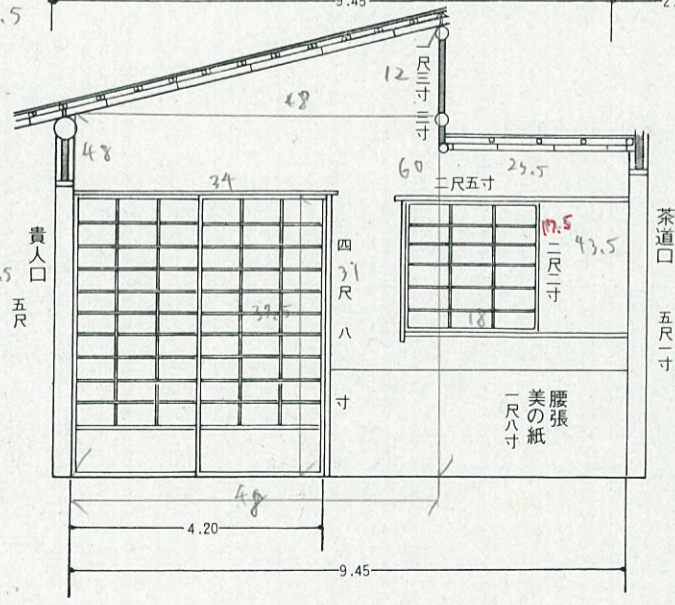 9.45
.5
一尺三寸
12
三寸
48
48
60
25.5
二尺五寸
34
貴人口
五尺
四尺八寸
37
37.5
二尺二寸
43.5
18
茶道口
五尺一寸
腰張
美の紙
一尺八寸
48
4.20
9.45